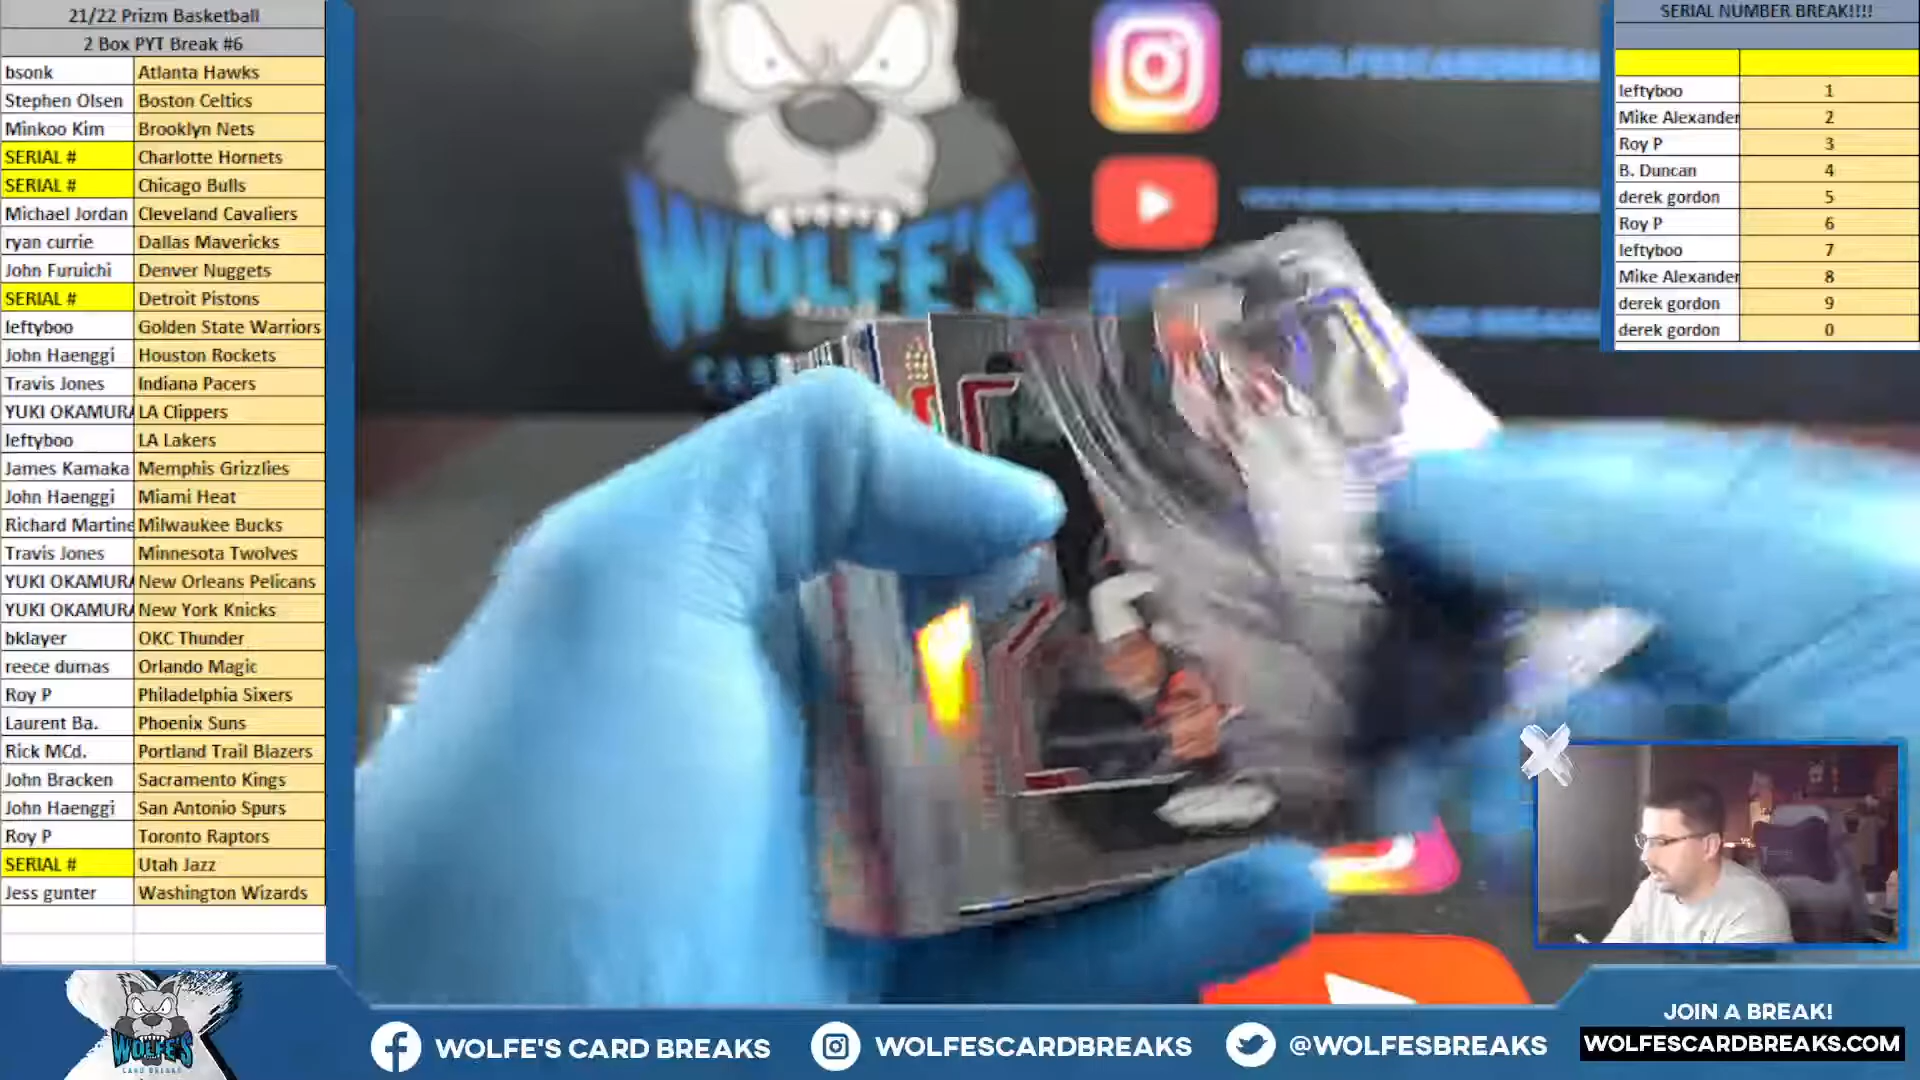 21/22 Prizm Basketball
2 Box PYT Break #6
bsonk Atlanta Hawks
Stephen Olsen Boston Celtics
Minkoo Kim Brooklyn Nets
SERIAL # Charlotte Hornets
SERIAL # Chicago Bulls
Michael Jordan Cleveland Cavaliers
ryan currie Dallas Mavericks
John Furuichi Denver Nuggets
SERIAL # Detroit Pistons
leftyboo Golden State Warriors
John Haenggi Houston Rockets
Travis Jones Indiana Pacers
YUKI OKAMURA LA Clippers
leftyboo LA Lakers
James Kamaka Memphis Grizzlies
John Haenggi Miami Heat
Richard Martine Milwaukee Bucks
Travis Jones Minnesota Twolves
YUKI OKAMURA New Orleans Pelicans
YUKI OKAMURA New York Knicks
bklayer OKC Thunder
reece dumas Orlando Magic
Roy P Philadelphia Sixers
Laurent Ba. Phoenix Suns
Rick MCd. Portland Trail Blazers
John Bracken Sacramento Kings
John Haenggi San Antonio Spurs
Roy P Toronto Raptors
SERIAL # Utah Jazz
Jess gunter Washington Wizards
WOLFE'S
@WOLFESCARDBREAKS
SERIAL NUMBER BREAK!!!!
leftyboo 1
Mike Alexander 2
Roy P 3
B. Duncan 4
derek gordon 5
Roy P 6
leftyboo 7
Mike Alexander 8
derek gordon 9
derek gordon 0
WOLFE'S
CARD BREAKS
WOLFE'S CARD BREAKS
WOLFESCARDBREAKS
@WOLFESBREAKS
JOIN A BREAK!
WOLFESCARDBREAKS.COM